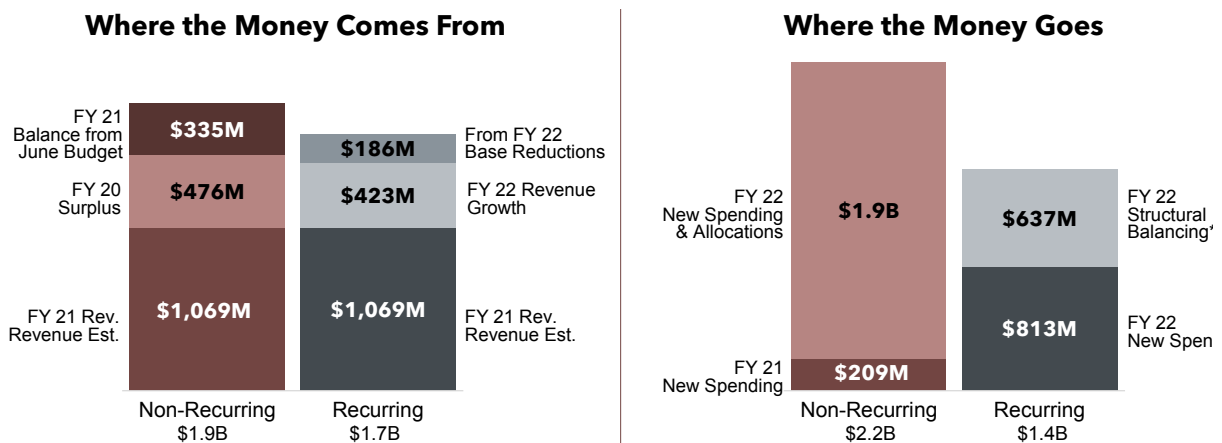 Where the Money Comes From
FY 21
Balance from
June Budget
$335M
$186M
From FY 22
Base Reductions
FY 20
Surplus
$476M
$423M
FY 22 Revenue
Growth
FY 21 Rev.
Revenue Est.
$1,069M
$1,069M
FY 21 Rev.
Revenue Est.
Non-Recurring
$1.9B
Recurring
$1.7B
Where the Money Goes
FY 22
New Spending
& Allocations
$1.9B
$637M
FY 22
Structural
Balancing*
FY 21
New Spending
$209M
$813M
FY 22
New Spen
Non-Recurring
$2.2B
Recurring
$1.4B